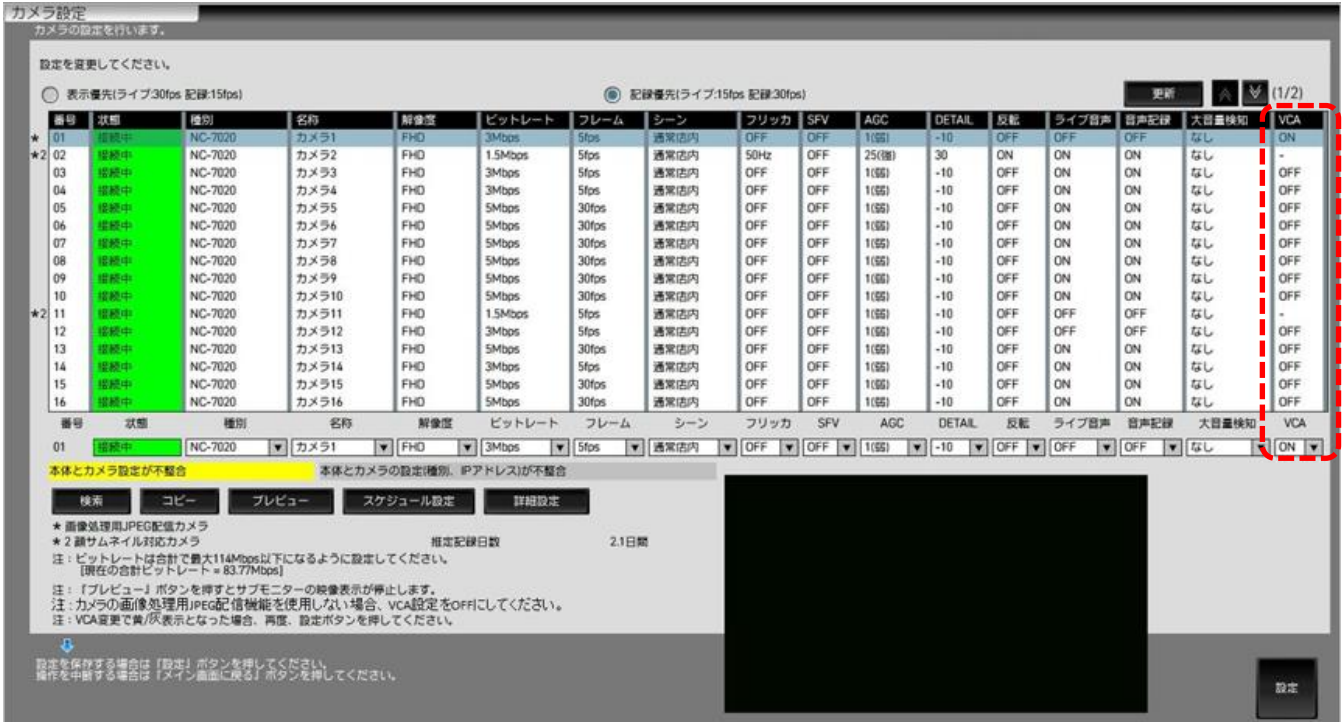 カメラ設定
カメラの設定を行います。
設定を変更してください。
表示優先(ライブ:30fps 記録:15fps) 記録優先(ライブ:15fps 記録:30fps) 更新 (1/2)
番号 状態 種別 名称 解像度 ビットレート フレーム シーン フリッカ SFV AGC DETAIL 反転 ライブ音声 音声記録 大音量検知 VCA
★ 01 接続中 NC-7020 カメラ1 FHD 3Mbps 5fps 通常店内 OFF OFF 1(弱) -10 OFF OFF OFF なし ON
★2 02 接続中 NC-7020 カメラ2 FHD 1.5Mbps 5fps 通常店内 50Hz OFF 25(強) 30 ON ON ON なし -
03 接続中 NC-7020 カメラ3 FHD 3Mbps 5fps 通常店内 OFF OFF 1(弱) -10 OFF ON ON なし OFF
04 接続中 NC-7020 カメラ4 FHD 3Mbps 5fps 通常店内 OFF OFF 1(弱) -10 OFF ON ON なし OFF
05 接続中 NC-7020 カメラ5 FHD 5Mbps 30fps 通常店内 OFF OFF 1(弱) -10 OFF ON ON なし OFF
06 接続中 NC-7020 カメラ6 FHD 5Mbps 30fps 通常店内 OFF OFF 1(弱) -10 OFF ON ON なし OFF
07 接続中 NC-7020 カメラ7 FHD 5Mbps 30fps 通常店内 OFF OFF 1(弱) -10 OFF ON ON なし OFF
08 接続中 NC-7020 カメラ8 FHD 5Mbps 30fps 通常店内 OFF OFF 1(弱) -10 OFF ON ON なし OFF
09 接続中 NC-7020 カメラ9 FHD 5Mbps 30fps 通常店内 OFF OFF 1(弱) -10 OFF ON ON なし OFF
10 接続中 NC-7020 カメラ10 FHD 5Mbps 30fps 通常店内 OFF OFF 1(弱) -10 OFF ON ON なし OFF
★2 11 接続中 NC-7020 カメラ11 FHD 1.5Mbps 5fps 通常店内 OFF OFF 1(弱) -10 OFF OFF OFF なし -
12 接続中 NC-7020 カメラ12 FHD 3Mbps 5fps 通常店内 OFF OFF 1(弱) -10 OFF OFF OFF なし OFF
13 接続中 NC-7020 カメラ13 FHD 5Mbps 30fps 通常店内 OFF OFF 1(弱) -10 OFF ON ON なし OFF
14 接続中 NC-7020 カメラ14 FHD 3Mbps 5fps 通常店内 OFF OFF 1(弱) -10 OFF ON ON なし OFF
15 接続中 NC-7020 カメラ15 FHD 5Mbps 30fps 通常店内 OFF OFF 1(弱) -10 OFF ON ON なし OFF
16 接続中 NC-7020 カメラ16 FHD 5Mbps 30fps 通常店内 OFF OFF 1(弱) -10 OFF ON ON なし OFF
番号 状態 種別 名称 解像度 ビットレート フレーム シーン フリッカ SFV AGC DETAIL 反転 ライブ音声 音声記録 大音量検知 VCA
01 接続中 NC-7020 カメラ1 FHD 3Mbps 5fps 通常店内 OFF OFF 1(弱) -10 OFF OFF OFF なし ON
本体とカメラ設定が不整合 本体とカメラの設定(種別、IPアドレス)が不整合
検索 コピー プレビュー スケジュール設定 詳細設定
★ 画像処理用JPEG配信カメラ
★ 2 顔サムネイル対応カメラ 推定記録日数 2.1日間
注：ビットレートは合計で最大114Mbps以下になるように設定してください。
[現在の合計ビットレート = 83.77Mbps]
注：「プレビュー」ボタンを押すとサブモニターの映像表示が停止します。
注：カメラの画像処理用JPEG配信機能を使用しない場合、VCA設定をOFFにしてください。
注：VCA変更で黄/灰表示となった場合、再度、設定ボタンを押してください。
設定を保存する場合は「設定」ボタンを押してください。
操作を中断する場合は「メイン画面に戻る」ボタンを押してください。
設定